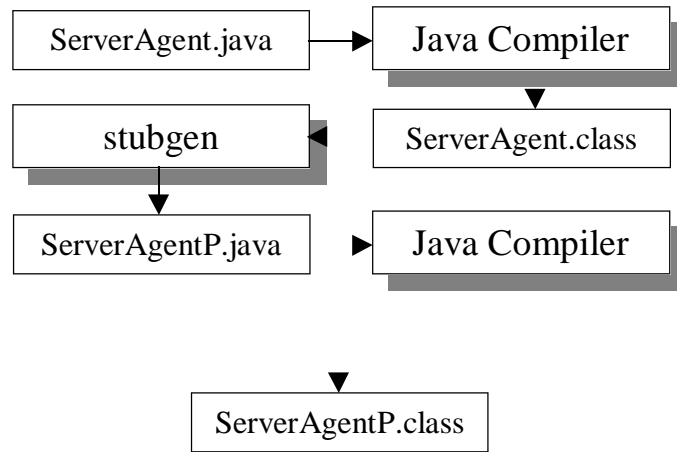 ServerAgent.java
Java Compiler
stubgen
ServerAgent.class
ServerAgentP.java
Java Compiler
ServerAgentP.class